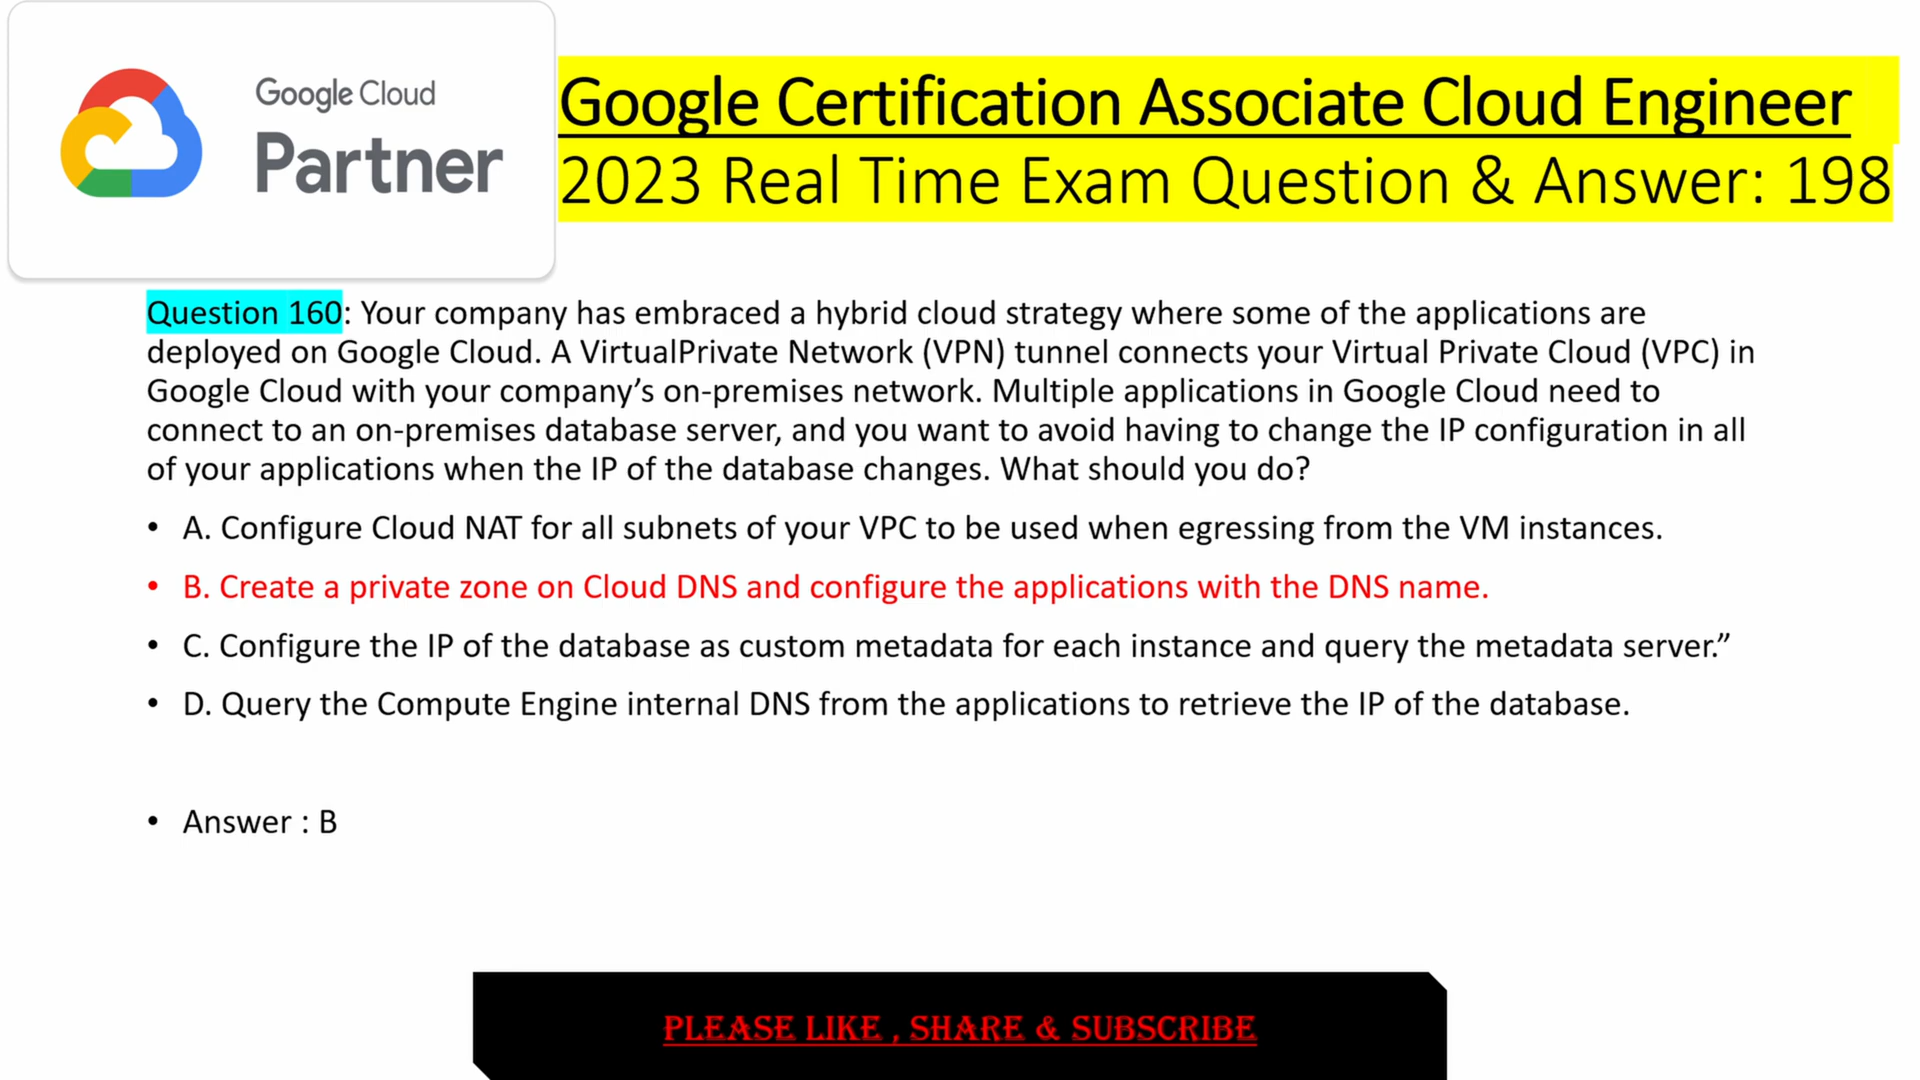 Google Cloud
Partner
Google Certification Associate Cloud Engineer
2023 Real Time Exam Question & Answer: 198
Question 160: Your company has embraced a hybrid cloud strategy where some of the applications are
deployed on Google Cloud. A VirtualPrivate Network (VPN) tunnel connects your Virtual Private Cloud (VPC) in
Google Cloud with your company’s on-premises network. Multiple applications in Google Cloud need to
connect to an on-premises database server, and you want to avoid having to change the IP configuration in all
of your applications when the IP of the database changes. What should you do?
• A. Configure Cloud NAT for all subnets of your VPC to be used when egressing from the VM instances.
• B. Create a private zone on Cloud DNS and configure the applications with the DNS name.
• C. Configure the IP of the database as custom metadata for each instance and query the metadata server.”
• D. Query the Compute Engine internal DNS from the applications to retrieve the IP of the database.
• Answer : B
PLEASE LIKE , SHARE & SUBSCRIBE